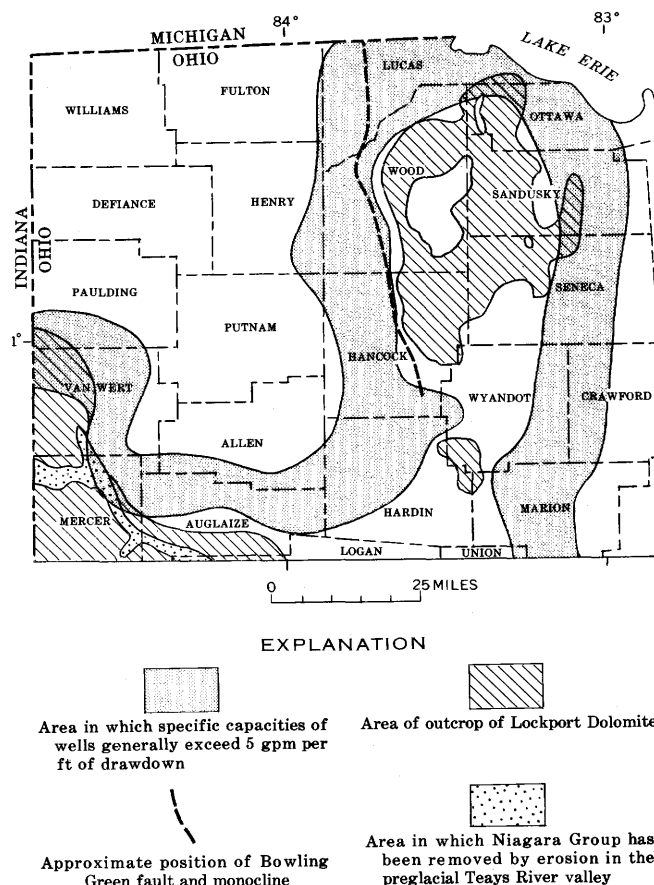 84°
83°
MICHIGAN
OHIO
LAKE ERIE
LUCAS
FULTON
WILLIAMS
OTTAWA
WOOD
SANDUSKY
DEFIANCE
HENRY
INDIANA
OHIO
SENECA
PAULDING
PUTNAM
1°
HANCOCK
VAN WERT
WYANDOT
CRAWFORD
ALLEN
MERCER
AUGLAIZE
HARDIN
MARION
LOGAN
UNION
0 25 MILES
EXPLANATION
Area in which specific capacities of
wells generally exceed 5 gpm per
ft of drawdown
Area of outcrop of Lockport Dolomite
Approximate position of Bowling
Green fault and monocline
Area in which Niagara Group has
been removed by erosion in the
preglacial Teays River valley